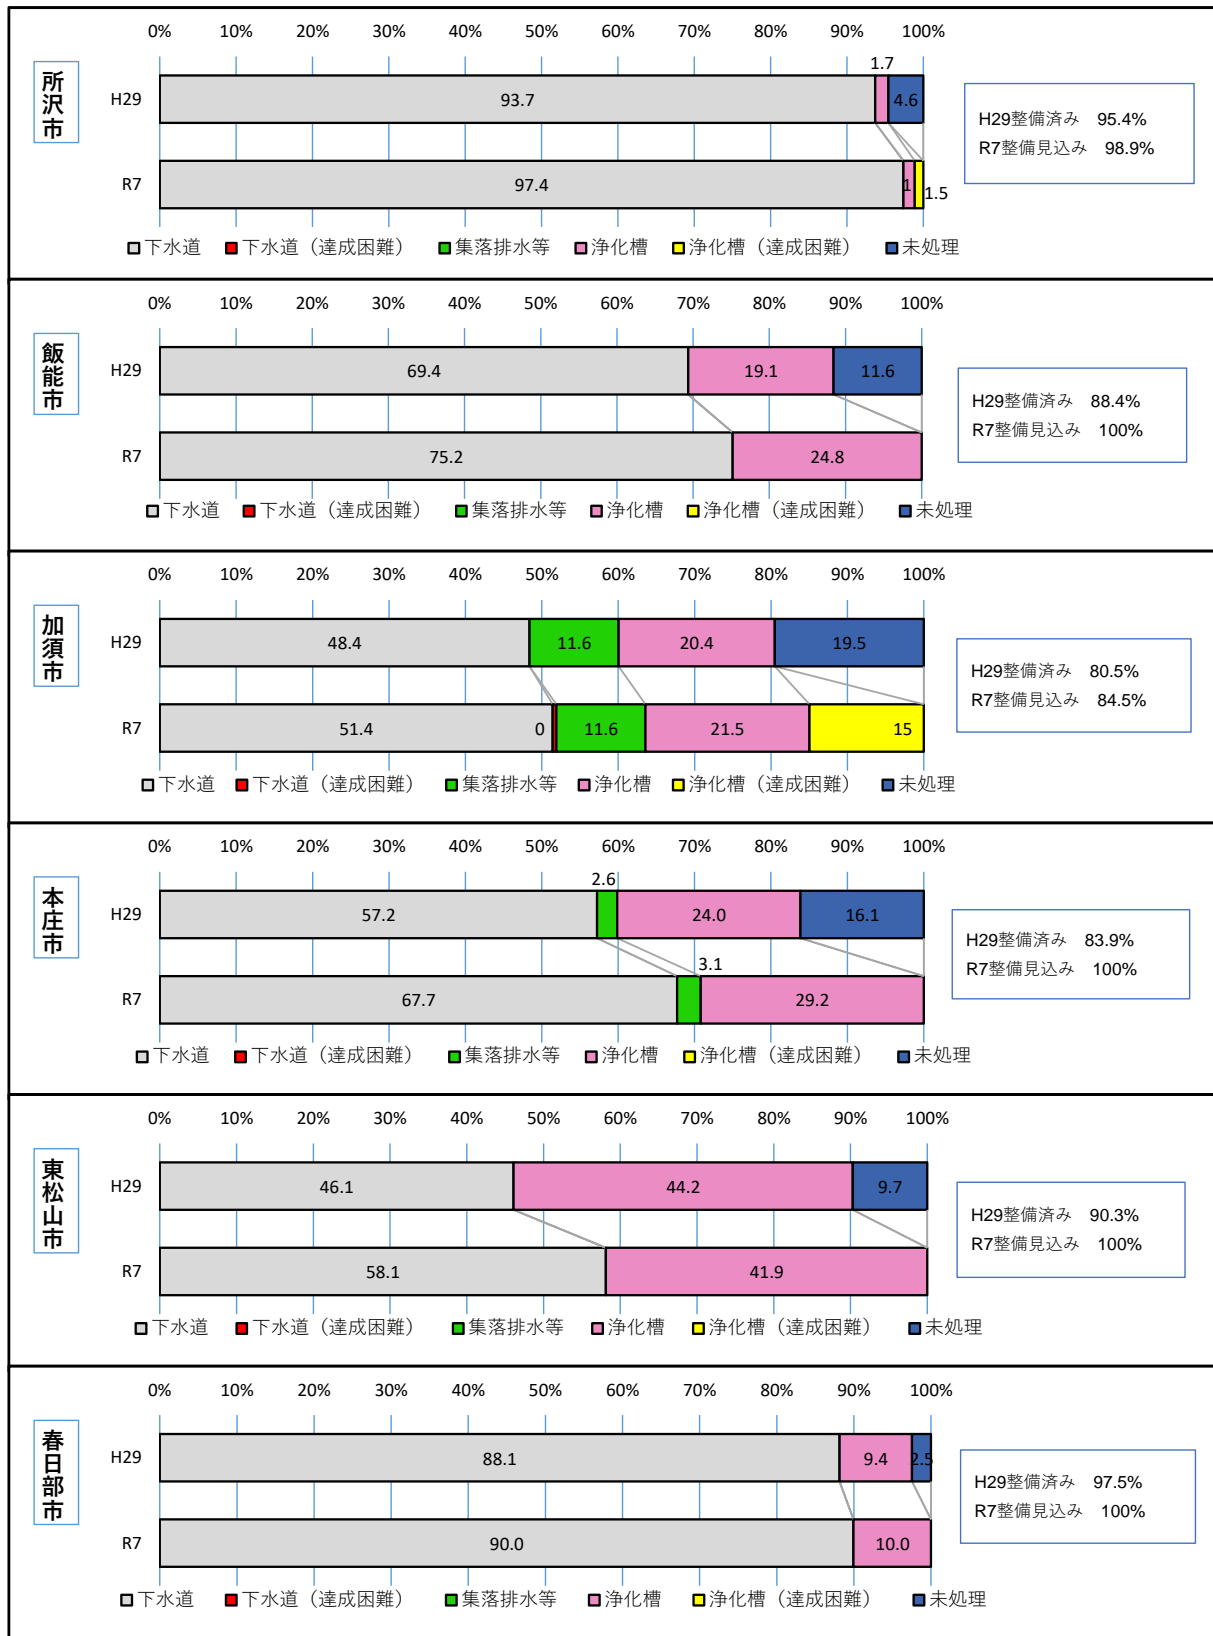 0% 10% 20% 30% 40% 50% 60% 70% 80% 90% 100%
所沢市
1.7
H29 93.7 4.6
H29整備済み 95.4%
R7整備見込み 98.9%
R7 97.4 1 1.5
下水道 下水道（達成困難） 集落排水等 浄化槽 浄化槽（達成困難） 未処理
0% 10% 20% 30% 40% 50% 60% 70% 80% 90% 100%
飯能市
H29 69.4 19.1 11.6
H29整備済み 88.4%
R7整備見込み 100%
R7 75.2 24.8
下水道 下水道（達成困難） 集落排水等 浄化槽 浄化槽（達成困難） 未処理
0% 10% 20% 30% 40% 50% 60% 70% 80% 90% 100%
加須市
H29 48.4 11.6 20.4 19.5
H29整備済み 80.5%
R7整備見込み 84.5%
R7 51.4 0 11.6 21.5 15
下水道 下水道（達成困難） 集落排水等 浄化槽 浄化槽（達成困難） 未処理
0% 10% 20% 30% 40% 50% 60% 70% 80% 90% 100%
本庄市
2.6
H29 57.2 24.0 16.1
H29整備済み 83.9%
R7整備見込み 100%
3.1
R7 67.7 29.2
下水道 下水道（達成困難） 集落排水等 浄化槽 浄化槽（達成困難） 未処理
0% 10% 20% 30% 40% 50% 60% 70% 80% 90% 100%
東松山市
H29 46.1 44.2 9.7
H29整備済み 90.3%
R7整備見込み 100%
R7 58.1 41.9
下水道 下水道（達成困難） 集落排水等 浄化槽 浄化槽（達成困難） 未処理
0% 10% 20% 30% 40% 50% 60% 70% 80% 90% 100%
春日部市
H29 88.1 9.4 2.5
H29整備済み 97.5%
R7整備見込み 100%
R7 90.0 10.0
下水道 下水道（達成困難） 集落排水等 浄化槽 浄化槽（達成困難） 未処理